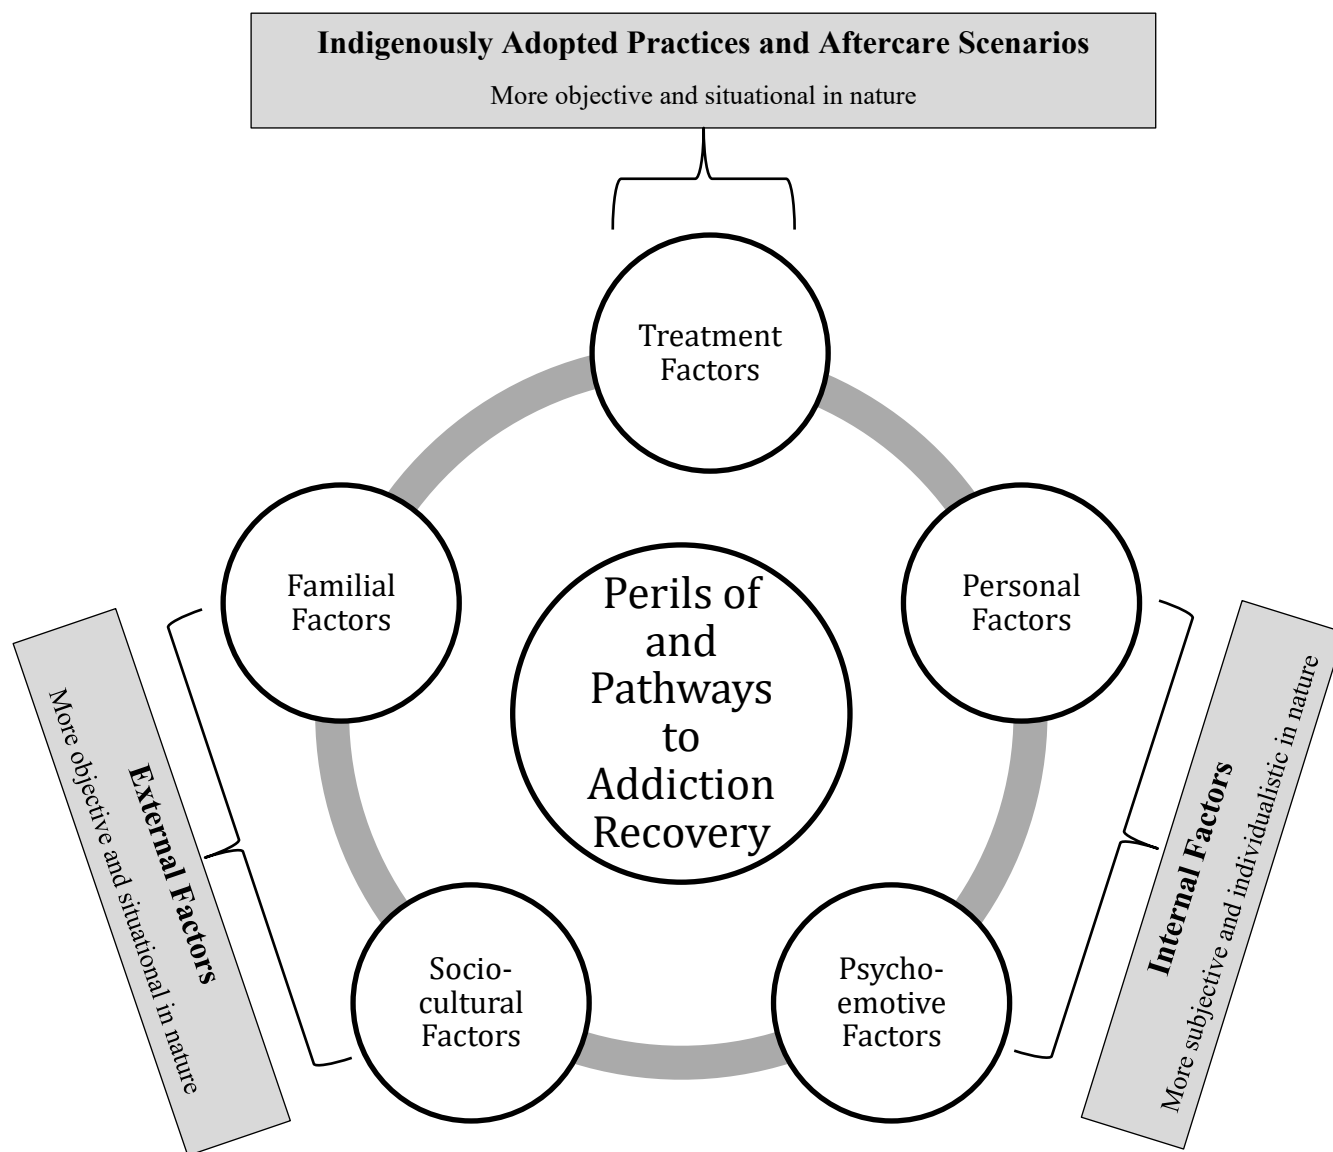 Indigenously Adopted Practices and Aftercare Scenarios
More objective and situational in nature
Treatment
Factors
Familial
Factors
Personal
Factors
Perils of
and
Pathways
to
Addiction
Recovery
External Factors
More objective and situational in nature
Internal Factors
More subjective and individualistic in nature
Socio-
cultural
Factors
Psycho-
emotive
Factors